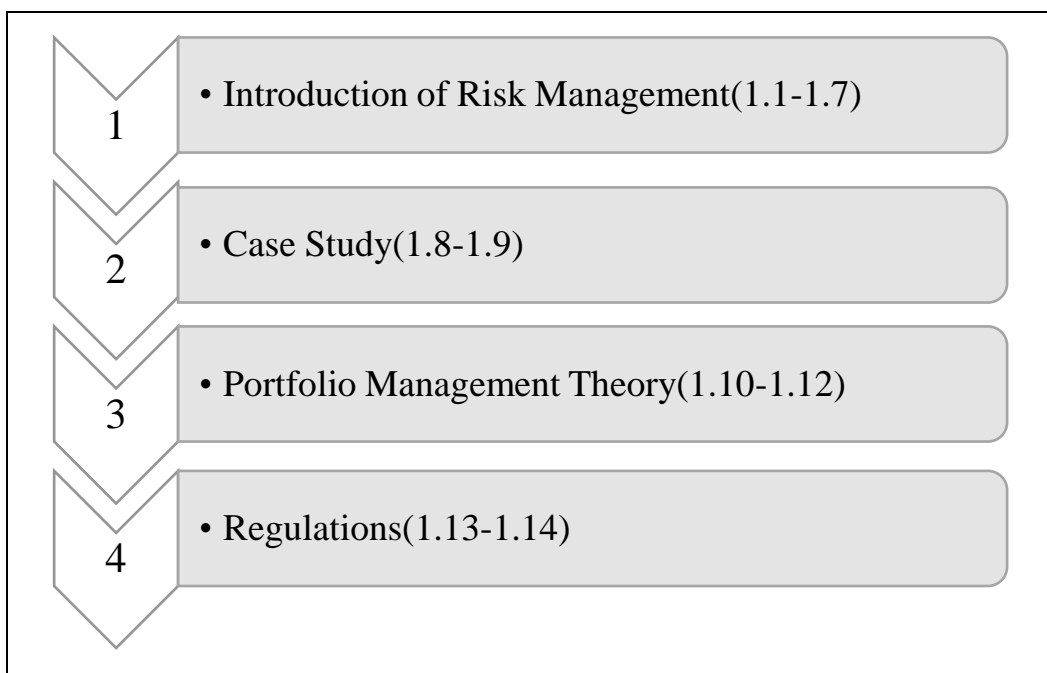 1
• Introduction of Risk Management(1.1-1.7)
2
• Case Study(1.8-1.9)
3
• Portfolio Management Theory(1.10-1.12)
4
• Regulations(1.13-1.14)